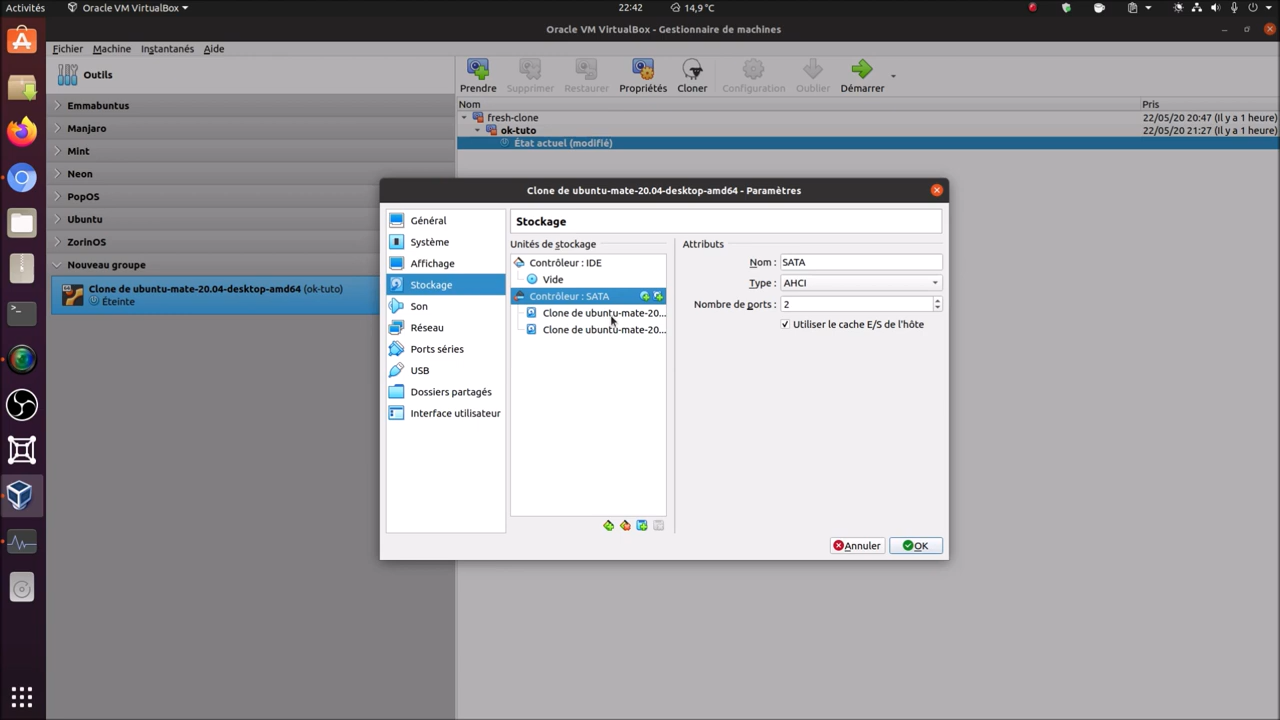 Activités Oracle VM VirtualBox 22:42 14,9 °C
Oracle VM VirtualBox - Gestionnaire de machines
Fichier Machine Instantanés Aide
Outils
Prendre Supprimer Restaurer Propriétés Cloner Configuration Oublier Démarrer
Nom Pris
Emmabuntus
Manjaro
Mint
Neon
PopOS
Ubuntu
ZorinOS
Nouveau groupe
Clone de ubuntu-mate-20.04-desktop-amd64 (ok-tuto)
Éteinte
fresh-clone 22/05/20 20:47 (Il y a 1 heure)
ok-tuto 22/05/20 21:27 (Il y a 1 heure)
État actuel (modifié)
Clone de ubuntu-mate-20.04-desktop-amd64 - Paramètres
Général
Système
Affichage
Stockage
Son
Réseau
Ports séries
USB
Dossiers partagés
Interface utilisateur
Stockage
Unités de stockage
Contrôleur : IDE
Vide
Contrôleur : SATA
Clone de ubuntu-mate-20...
Clone de ubuntu-mate-20...
Attributs
Nom : SATA
Type : AHCI
Nombre de ports : 2
Utiliser le cache E/S de l'hôte
Annuler OK